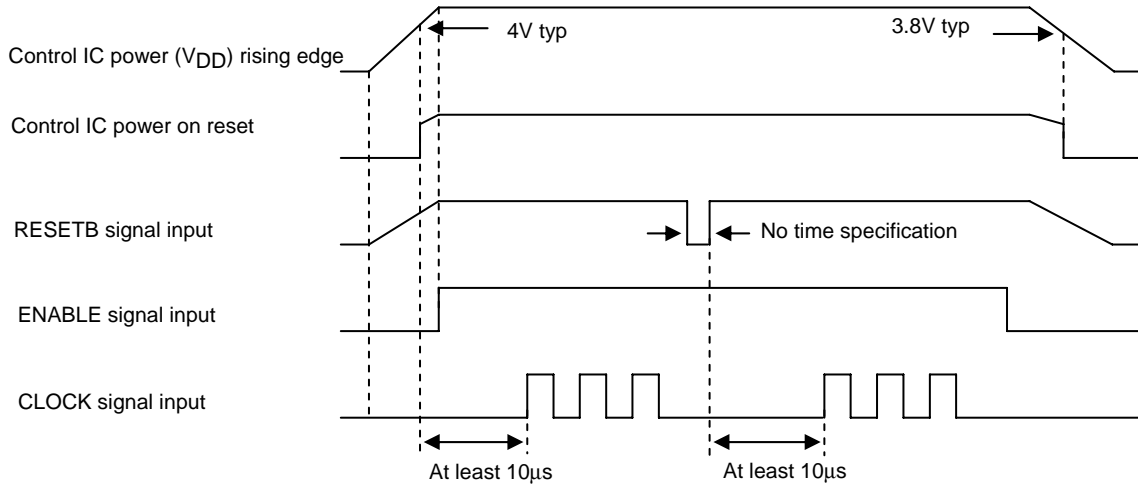 4V typ
3.8V typ
Control IC power (VDD) rising edge
Control IC power on reset
RESETB signal input
No time specification
ENABLE signal input
CLOCK signal input
At least 10μs
At least 10μs